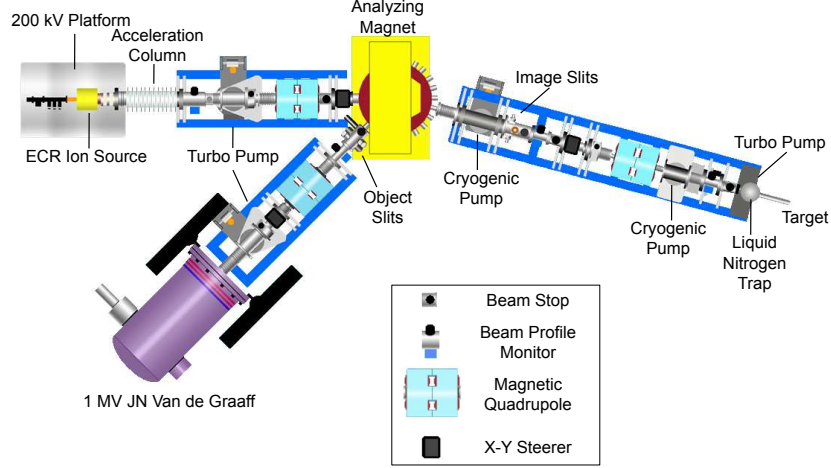 200 kV Platform
Acceleration
Column
Analyzing
Magnet
Image Slits
ECR Ion Source
Turbo Pump
Object
Slits
Cryogenic
Pump
Turbo Pump
Target
Cryogenic
Pump
Liquid
Nitrogen
Trap
1 MV JN Van de Graaff
Beam Stop
Beam Profile
Monitor
Magnetic
Quadrupole
X-Y Steerer